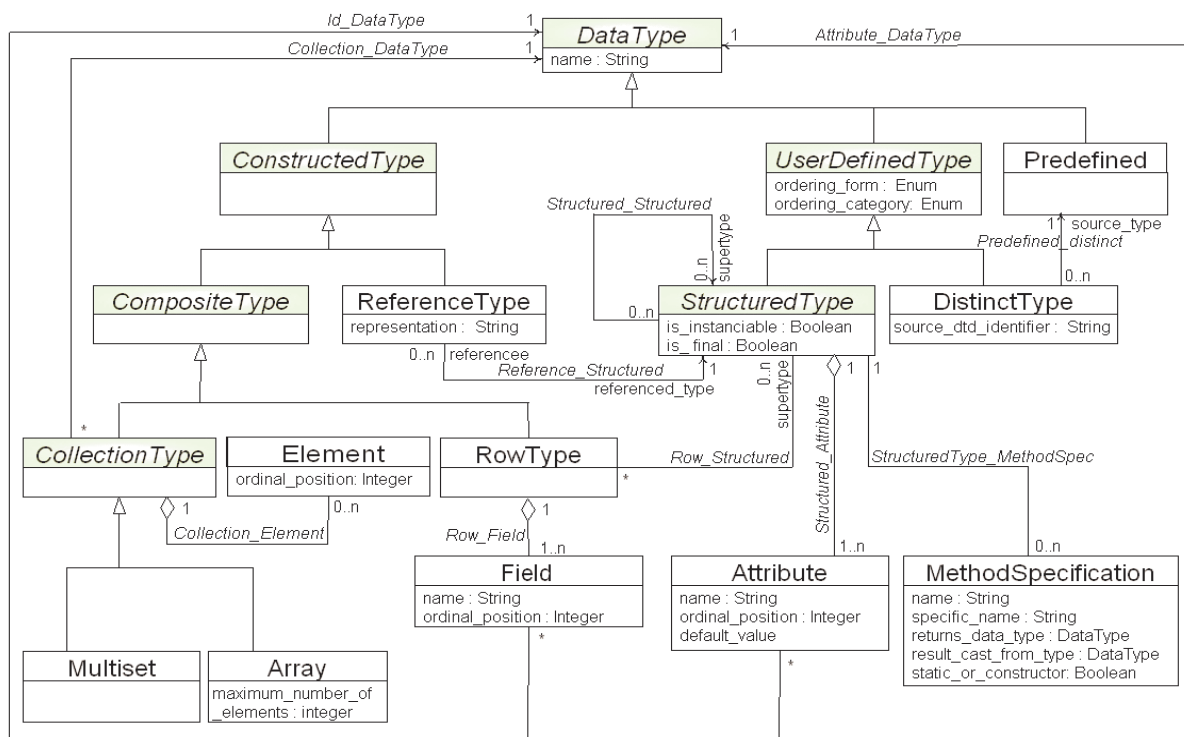 Id_DataType
1
Collection_DataType
1
DataType
name : String
1
Attribute_DataType
ConstructedType
UserDefinedType
ordering_form : Enum
ordering_category: Enum
Predefined
Structured_Structured
0..n
supertype
0..n
1
source_type
Predefined_distinct
0..n
CompositeType
ReferenceType
representation : String
StructuredType
is_instanciable : Boolean
is_final : Boolean
DistinctType
source_dtd_identifier : String
0..n
referencee
Reference_Structured
1
referenced_type
0..n
supertype
1
1
*
CollectionType
Element
ordinal_position: Integer
RowType
*
Row_Structured
Structured_Attribute
StructuredType_MethodSpec
1
Collection_Element
0..n
1
Row_Field
1..n
1..n
0..n
Field
name : String
ordinal_position : Integer
*
Attribute
name : String
ordinal_position : Integer
default_value
*
MethodSpecification
name : String
specific_name : String
returns_data_type : DataType
result_cast_from_type : DataType
static_or_constructor: Boolean
Multiset
Array
maximum_number_of
_elements : integer